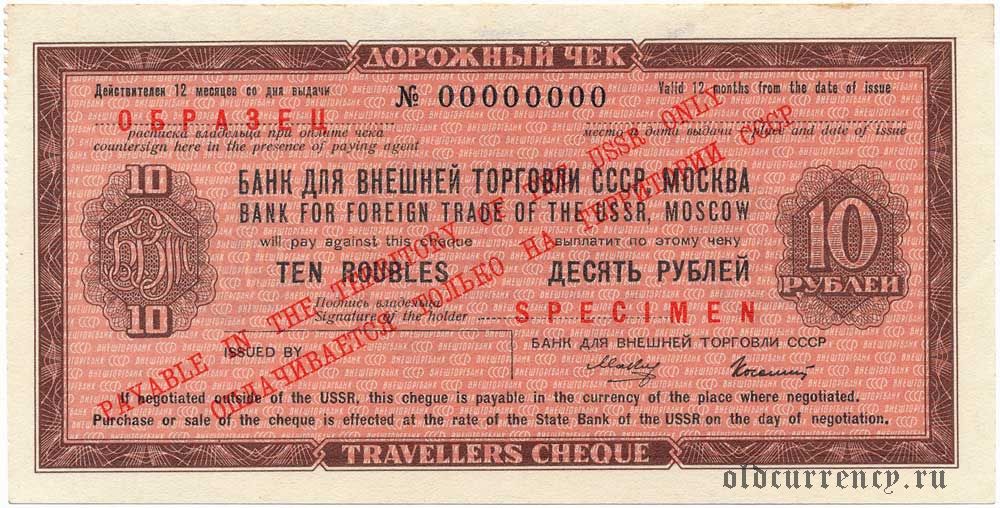 ДОРОЖНЫЙ ЧЕК
Действителен 12 месяцев со дня выдачи
№ 00000000
Valid 12 months from the date of issue
ОБРАЗЕЦ
расписка владельца при оплате чека
countersign here in the presence of paying agent
место и дата выдачи place and date of issue
БАНК ДЛЯ ВНЕШНЕЙ ТОРГОВЛИ СССР, МОСКВА
BANK FOR FOREIGN TRADE OF THE USSR, MOSCOW
10
10
will pay against this cheque
выплатит по этому чеку
TEN ROUBLES
ДЕСЯТЬ РУБЛЕЙ
10
РУБЛЕЙ
Подпись владельца
Signature of the holder
SPECIMEN
ISSUED BY
БАНК ДЛЯ ВНЕШНЕЙ ТОРГОВЛИ СССР
PAYABLE IN THE TERRITORY OF THE USSR ONLY
ОПЛАЧИВАЕТСЯ ТОЛЬКО НА ТЕРРИТОРИИ СССР
If negotiated outside of the USSR, this cheque is payable in the currency of the place where negotiated.
Purchase or sale of the cheque is effected at the rate of the State Bank of the USSR on the day of negotiation.
TRAVELLERS CHEQUE
oldcurrency.ru